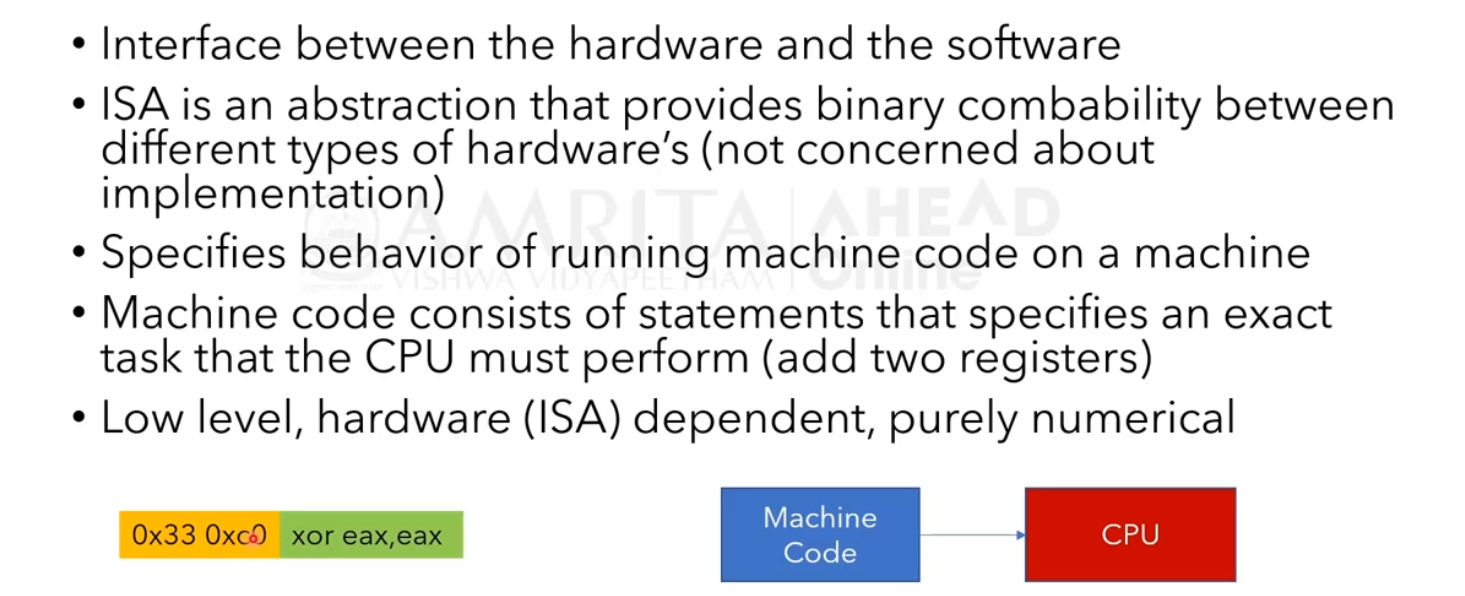 • Interface between the hardware and the software
• ISA is an abstraction that provides binary combability between
different types of hardware's (not concerned about
implementation)
AMRITA AHEAD
VISHWA VIDYAPEETHAM Online
• Specifies behavior of running machine code on a machine
• Machine code consists of statements that specifies an exact
task that the CPU must perform (add two registers)
• Low level, hardware (ISA) dependent, purely numerical
0x33 0xc0 xor eax,eax
Machine
Code
CPU